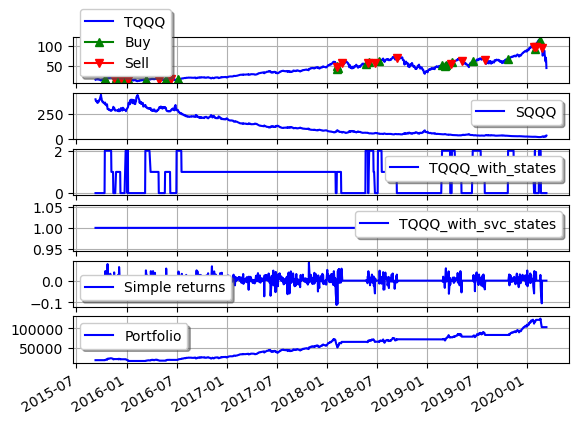 TQQQ
Buy
Sell
100
50
SQQQ
250
0
TQQQ_with_states
2
0
TQQQ_with_svc_states
1.05
1.00
0.95
Simple returns
0.0
−0.1
Portfolio
100000
50000
2015-07 2016-01 2016-07 2017-01 2017-07 2018-01 2018-07 2019-01 2019-07 2020-01